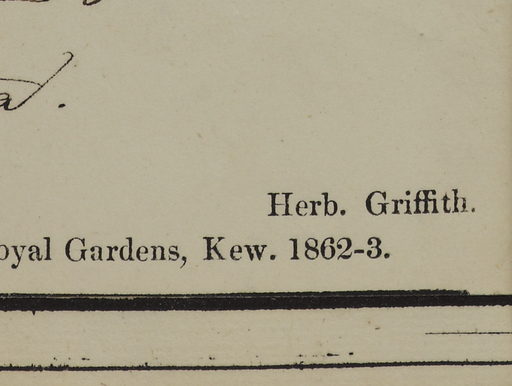 Herb. Griffith.
oyal Gardens, Kew. 1862-3.